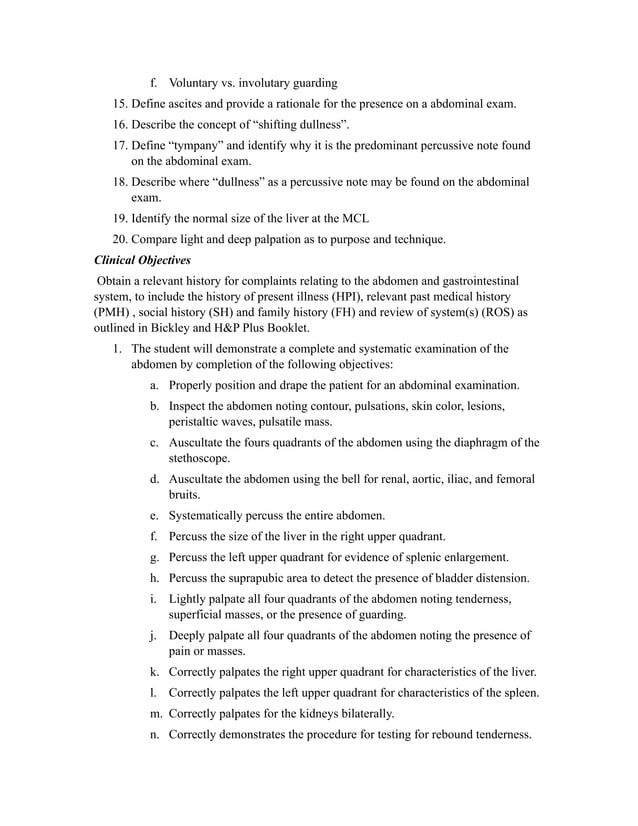 f. Voluntary vs. involutary guarding
15. Define ascites and provide a rationale for the presence on a abdominal exam.
16. Describe the concept of “shifting dullness”.
17. Define “tympany” and identify why it is the predominant percussive note found
on the abdominal exam.
18. Describe where “dullness” as a percussive note may be found on the abdominal
exam.
19. Identify the normal size of the liver at the MCL
20. Compare light and deep palpation as to purpose and technique.
Clinical Objectives
Obtain a relevant history for complaints relating to the abdomen and gastrointestinal
system, to include the history of present illness (HPI), relevant past medical history
(PMH) , social history (SH) and family history (FH) and review of system(s) (ROS) as
outlined in Bickley and H&P Plus Booklet.
1. The student will demonstrate a complete and systematic examination of the
abdomen by completion of the following objectives:
a. Properly position and drape the patient for an abdominal examination.
b. Inspect the abdomen noting contour, pulsations, skin color, lesions,
peristaltic waves, pulsatile mass.
c. Auscultate the fours quadrants of the abdomen using the diaphragm of the
stethoscope.
d. Auscultate the abdomen using the bell for renal, aortic, iliac, and femoral
bruits.
e. Systematically percuss the entire abdomen.
f. Percuss the size of the liver in the right upper quadrant.
g. Percuss the left upper quadrant for evidence of splenic enlargement.
h. Percuss the suprapubic area to detect the presence of bladder distension.
i. Lightly palpate all four quadrants of the abdomen noting tenderness,
superficial masses, or the presence of guarding.
j. Deeply palpate all four quadrants of the abdomen noting the presence of
pain or masses.
k. Correctly palpates the right upper quadrant for characteristics of the liver.
l. Correctly palpates the left upper quadrant for characteristics of the spleen.
m. Correctly palpates for the kidneys bilaterally.
n. Correctly demonstrates the procedure for testing for rebound tenderness.